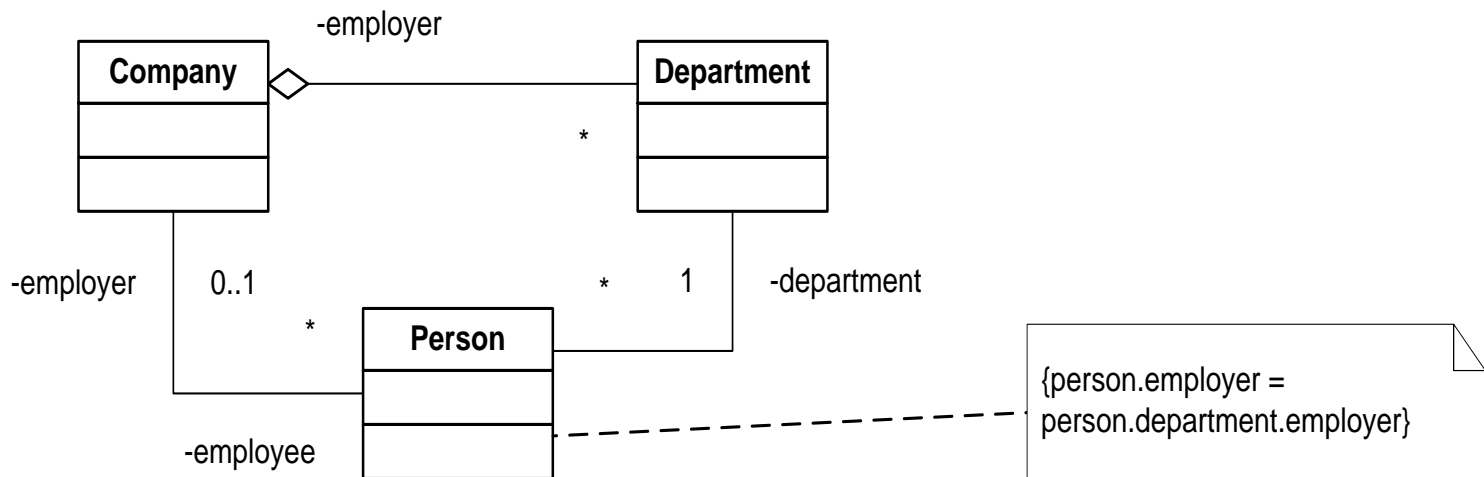 -employer
Company
Department
*
-employer
0..1
*
*
1
-department
Person
-employee
{person.employer =
person.department.employer}